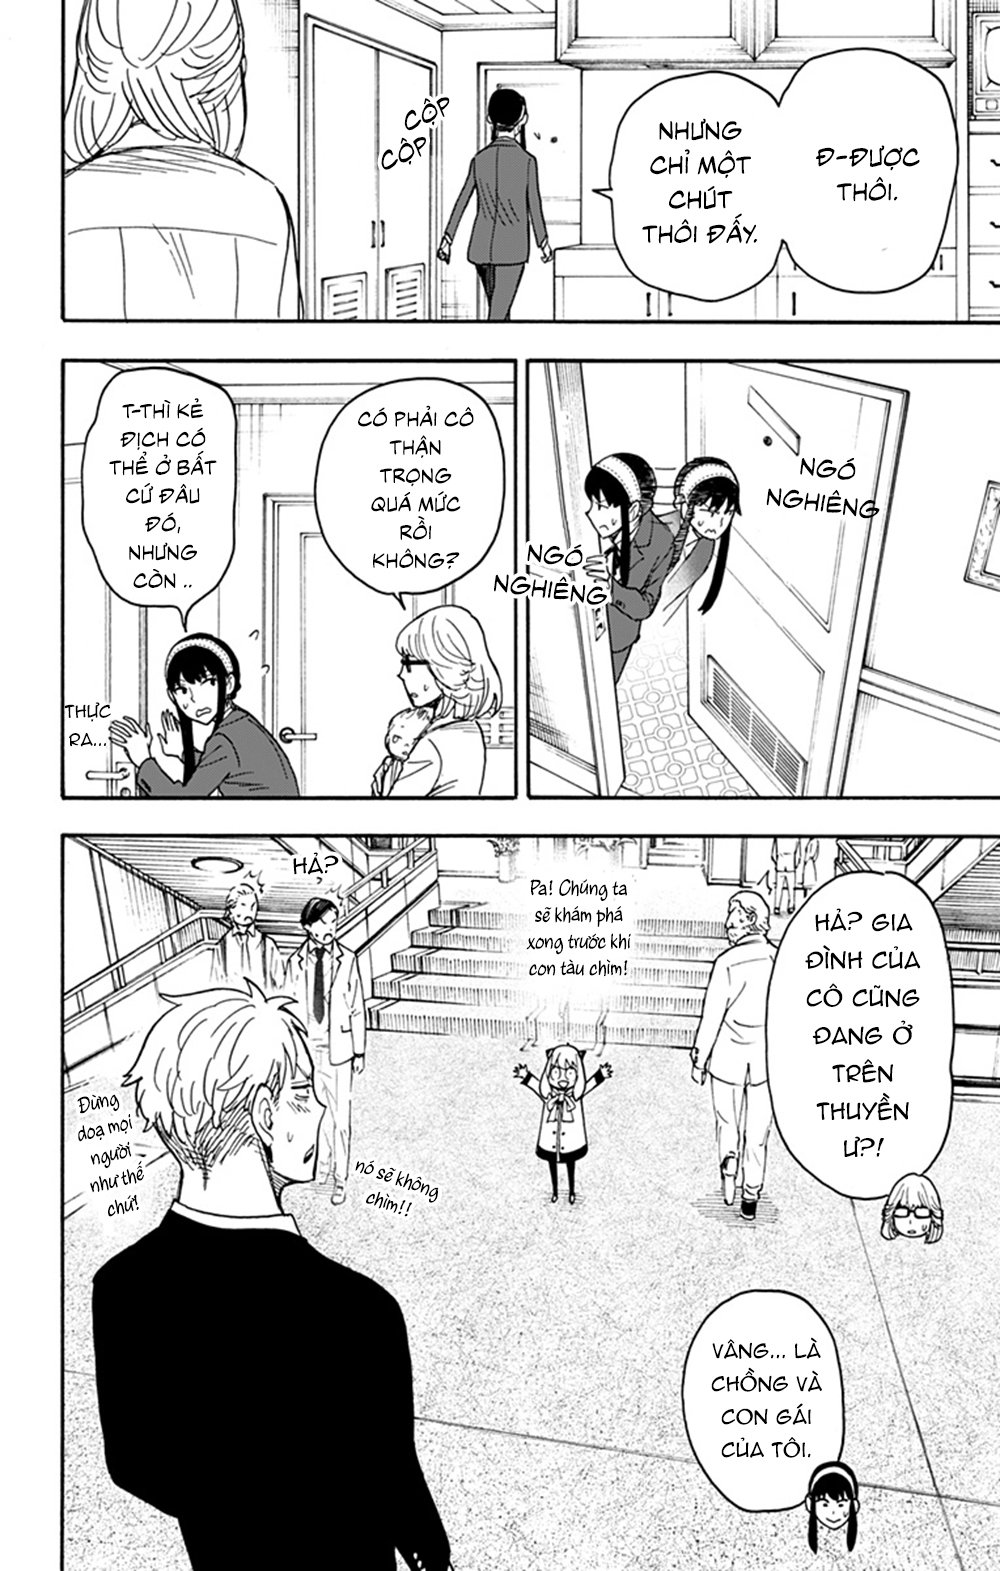 Đ-ĐƯỢC
THÔI.
NHƯNG
CHỈ MỘT
CHÚT
THÔI ĐẤY.
CỘP
CỘP
NGÓ
NGHIÊNG
NGÓ
NGHIÊNG
CÓ PHẢI CÔ
THẬN
TRỌNG
QUÁ MỨC
RỒI
KHÔNG?
T-THÌ KẺ
ĐỊCH CÓ
THỂ Ở BẤT
CỨ ĐÂU
ĐÓ,
NHƯNG
CÒN ..
THỰC
RA...
HẢ? GIA
ĐÌNH CỦA
CÔ CŨNG
ĐANG Ở
TRÊN
THUYỀN
Ư?!
Pa! Chúng ta
sẽ khám phá
xong trước khi
con tàu chìm!
HẢ?
nó sẽ không
chìm!!
Đừng
doạ mọi
người
như thế
chứ!
VÂNG... LÀ
CHỒNG VÀ
CON GÁI
CỦA TÔI.